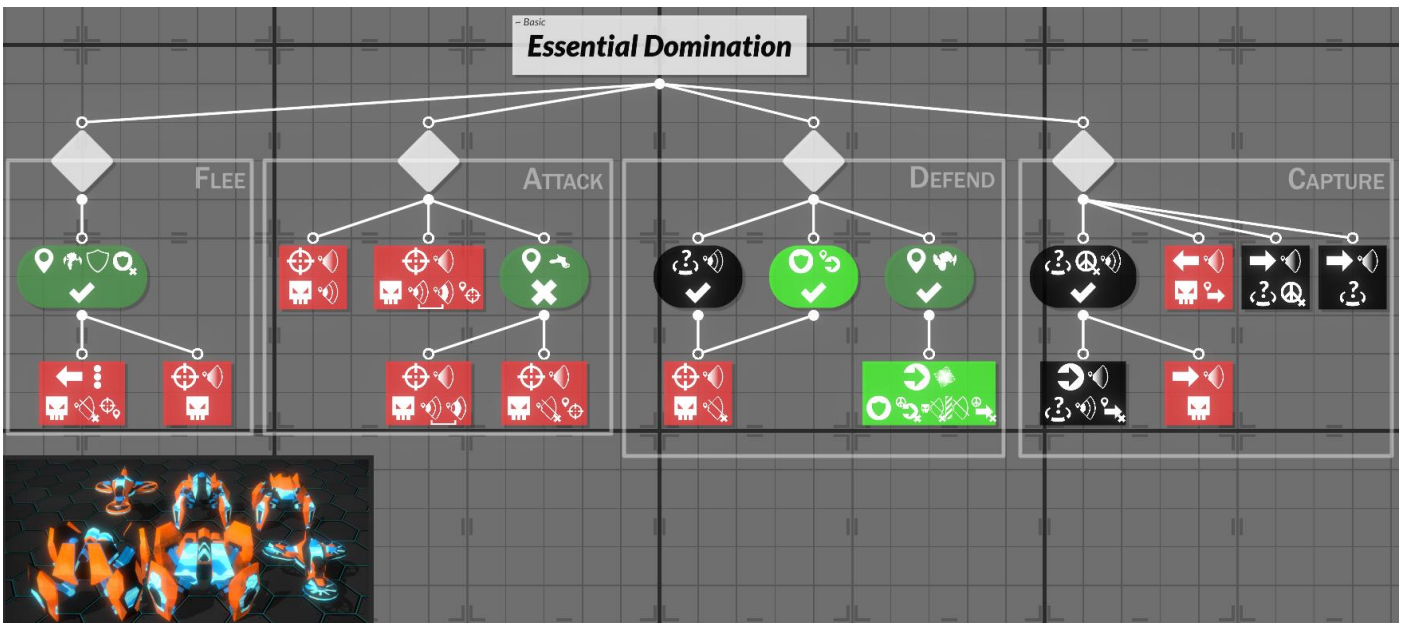 ~ Basic
Essential Domination
FLEE
ATTACK
DEFEND
CAPTURE